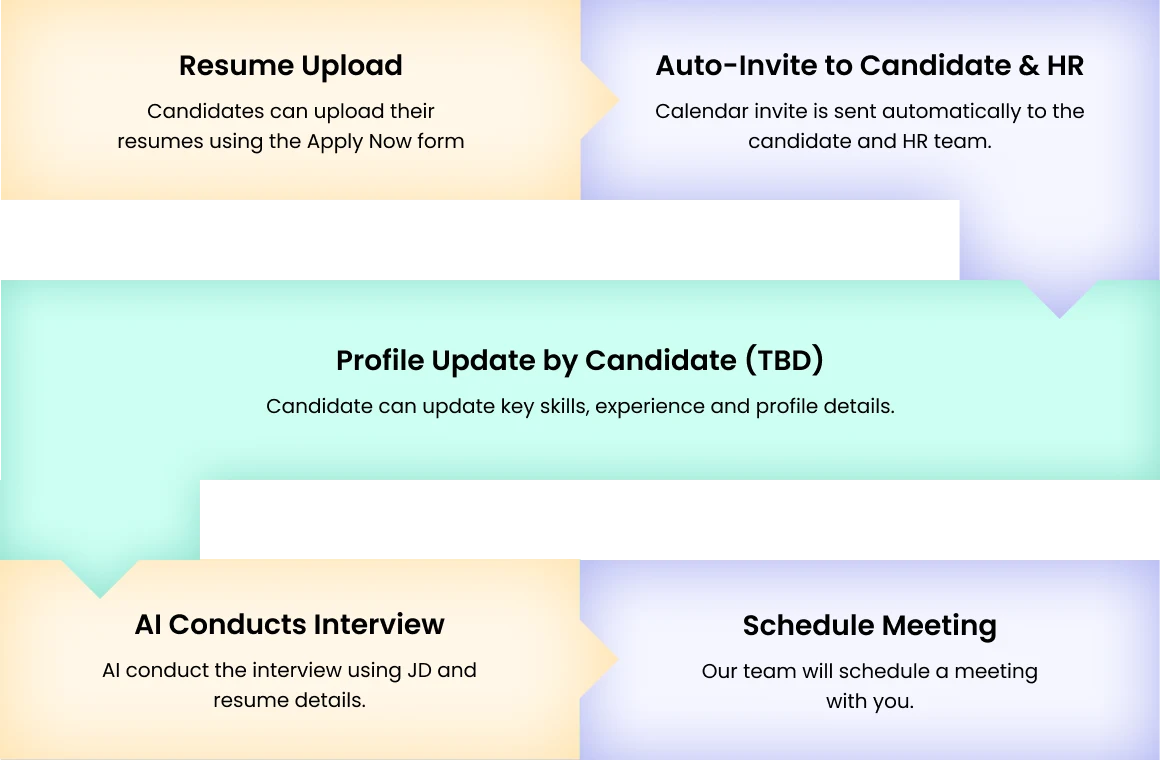 Resume Upload
Candidates can upload their
resumes using the Apply Now form
Auto-Invite to Candidate & HR
Calendar invite is sent automatically to the
candidate and HR team.
Profile Update by Candidate (TBD)
Candidate can update key skills, experience and profile details.
AI Conducts Interview
AI conduct the interview using JD and
resume details.
Schedule Meeting
Our team will schedule a meeting
with you.